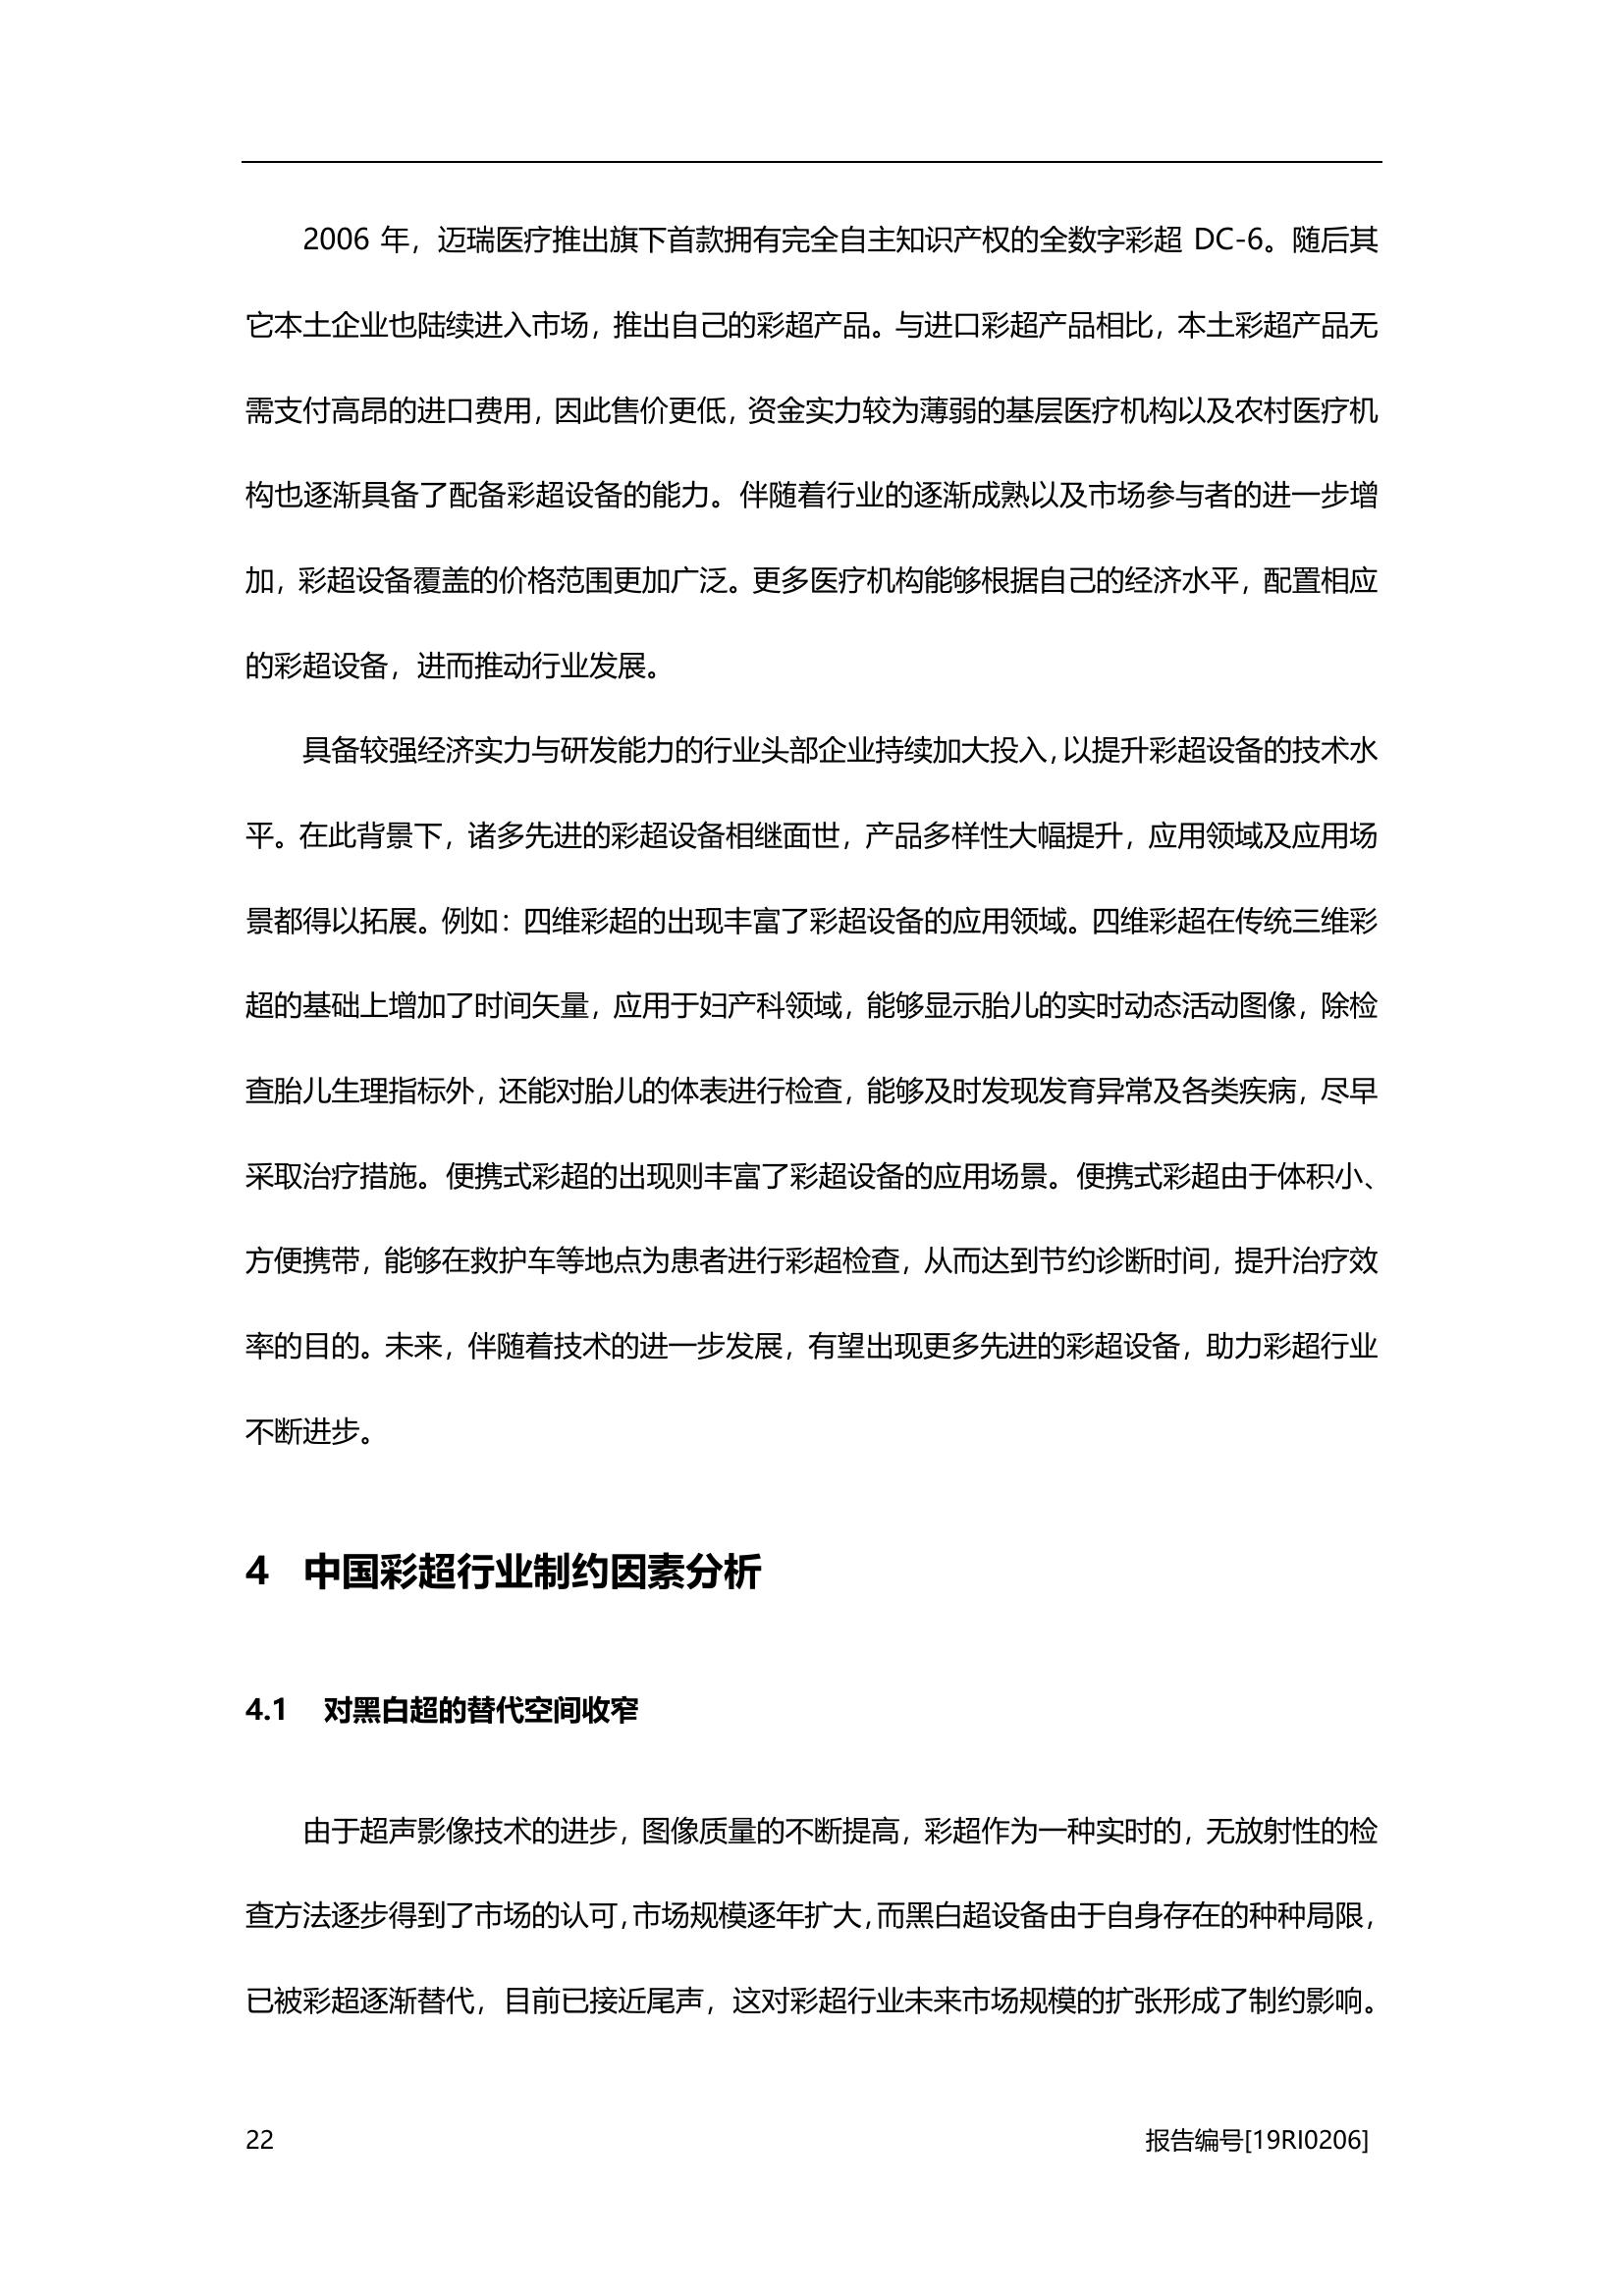 2006 年，迈瑞医疗推出旗下首款拥有完全自主知识产权的全数字彩超 DC-6。随后其
它本土企业也陆续进入市场，推出自己的彩超产品。与进口彩超产品相比，本土彩超产品无
需支付高昂的进口费用，因此售价更低，资金实力较为薄弱的基层医疗机构以及农村医疗机
构也逐渐具备了配备彩超设备的能力。伴随着行业的逐渐成熟以及市场参与者的进一步增
加，彩超设备覆盖的价格范围更加广泛。更多医疗机构能够根据自己的经济水平，配置相应
的彩超设备，进而推动行业发展。
具备较强经济实力与研发能力的行业头部企业持续加大投入，以提升彩超设备的技术水
平。在此背景下，诸多先进的彩超设备相继面世，产品多样性大幅提升，应用领域及应用场
景都得以拓展。例如：四维彩超的出现丰富了彩超设备的应用领域。四维彩超在传统三维彩
超的基础上增加了时间矢量，应用于妇产科领域，能够显示胎儿的实时动态活动图像，除检
查胎儿生理指标外，还能对胎儿的体表进行检查，能够及时发现发育异常及各类疾病，尽早
采取治疗措施。便携式彩超的出现则丰富了彩超设备的应用场景。便携式彩超由于体积小、
方便携带，能够在救护车等地点为患者进行彩超检查，从而达到节约诊断时间，提升治疗效
率的目的。未来，伴随着技术的进一步发展，有望出现更多先进的彩超设备，助力彩超行业
不断进步。
4 中国彩超行业制约因素分析
4.1 对黑白超的替代空间收窄
由于超声影像技术的进步，图像质量的不断提高，彩超作为一种实时的，无放射性的检
查方法逐步得到了市场的认可，市场规模逐年扩大，而黑白超设备由于自身存在的种种局限，
已被彩超逐渐替代，目前已接近尾声，这对彩超行业未来市场规模的扩张形成了制约影响。
22 报告编号[19RI0206]